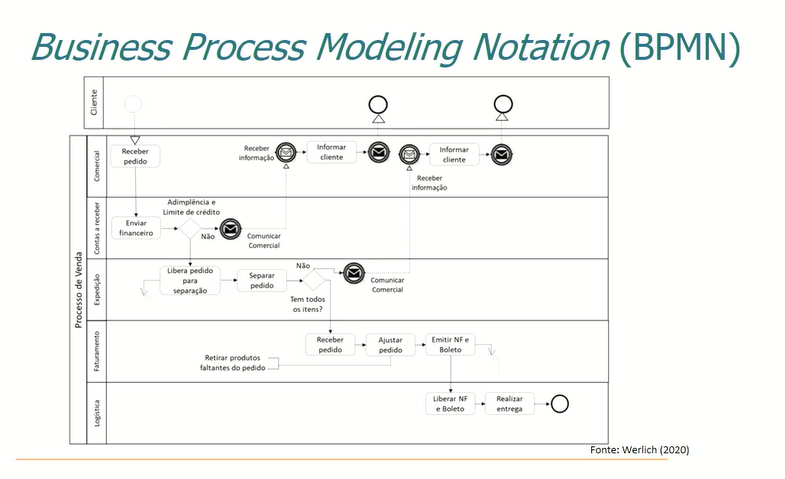 Business Process Modeling Notation (BPMN)
Cliente
Processo de Venda
Comercial
Receber
pedido
Receber
informação
Informar
cliente
Receber
informação
Informar
cliente
Contas a receber
Enviar
financeiro
Adimplência e
Limite de crédito
Não
Comunicar
Comercial
Expedição
Libera pedido
para
separação
Separar
pedido
Não
Tem todos
os itens?
Comunicar
Comercial
Faturamento
Receber
pedido
Ajustar
pedido
Emitir NF e
Boleto
Retirar produtos
faltantes do pedido
Logística
Liberar NF
e Boleto
Realizar
entrega
Fonte: Werlich (2020)